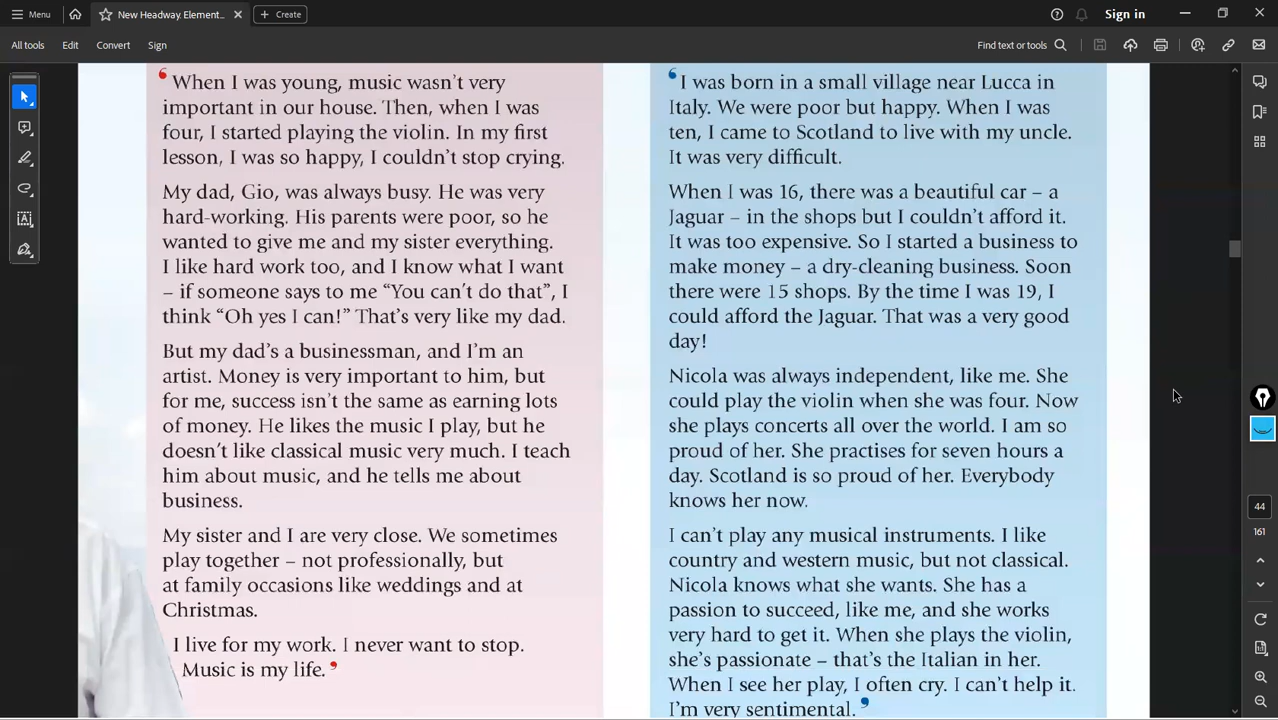 Menu
New Headway. Element...
Create
Sign in
All tools
Edit
Convert
Sign
Find text or tools
‘When I was young, music wasn't very
important in our house. Then, when I was
four, I started playing the violin. In my first
lesson, I was so happy, I couldn't stop crying.
My dad, Gio, was always busy. He was very
hard-working. His parents were poor, so he
wanted to give me and my sister everything.
I like hard work too, and I know what I want
– if someone says to me “You can't do that”, I
think “Oh yes I can!” That's very like my dad.
But my dad's a businessman, and I'm an
artist. Money is very important to him, but
for me, success isn't the same as earning lots
of money. He likes the music I play, but he
doesn't like classical music very much. I teach
him about music, and he tells me about
business.
My sister and I are very close. We sometimes
play together – not professionally, but
at family occasions like weddings and at
Christmas.
I live for my work. I never want to stop.
Music is my life.’
‘I was born in a small village near Lucca in
Italy. We were poor but happy. When I was
ten, I came to Scotland to live with my uncle.
It was very difficult.
When I was 16, there was a beautiful car – a
Jaguar – in the shops but I couldn't afford it.
It was too expensive. So I started a business to
make money – a dry-cleaning business. Soon
there were 15 shops. By the time I was 19, I
could afford the Jaguar. That was a very good
day!
Nicola was always independent, like me. She
could play the violin when she was four. Now
she plays concerts all over the world. I am so
proud of her. She practises for seven hours a
day. Scotland is so proud of her. Everybody
knows her now.
I can't play any musical instruments. I like
country and western music, but not classical.
Nicola knows what she wants. She has a
passion to succeed, like me, and she works
very hard to get it. When she plays the violin,
she's passionate – that's the Italian in her.
When I see her play, I often cry. I can't help it.
I'm very sentimental.’
44
161